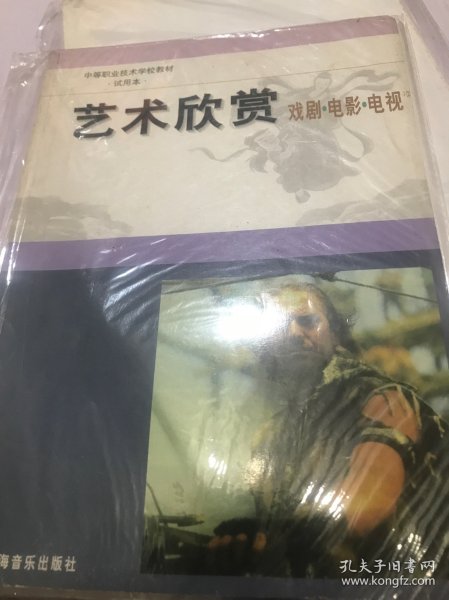 中等职业技术学校教材
·试用本·
艺术欣赏 戏剧·电影·电视
海音乐出版社
孔夫子旧书网
www.kongfz.com